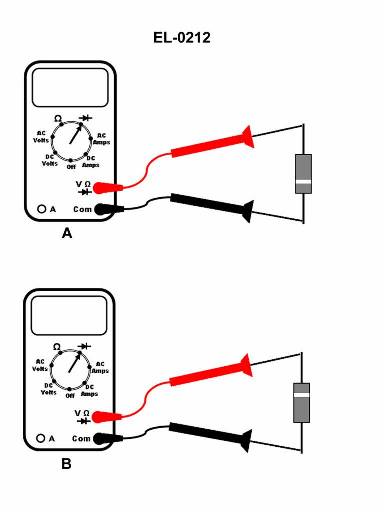 EL-0212
Ω
AC Volts
AC Amps
DC Volts
Off
DC Amps
V Ω
A
Com
A
Ω
AC Volts
AC Amps
DC Volts
Off
DC Amps
V Ω
A
Com
B